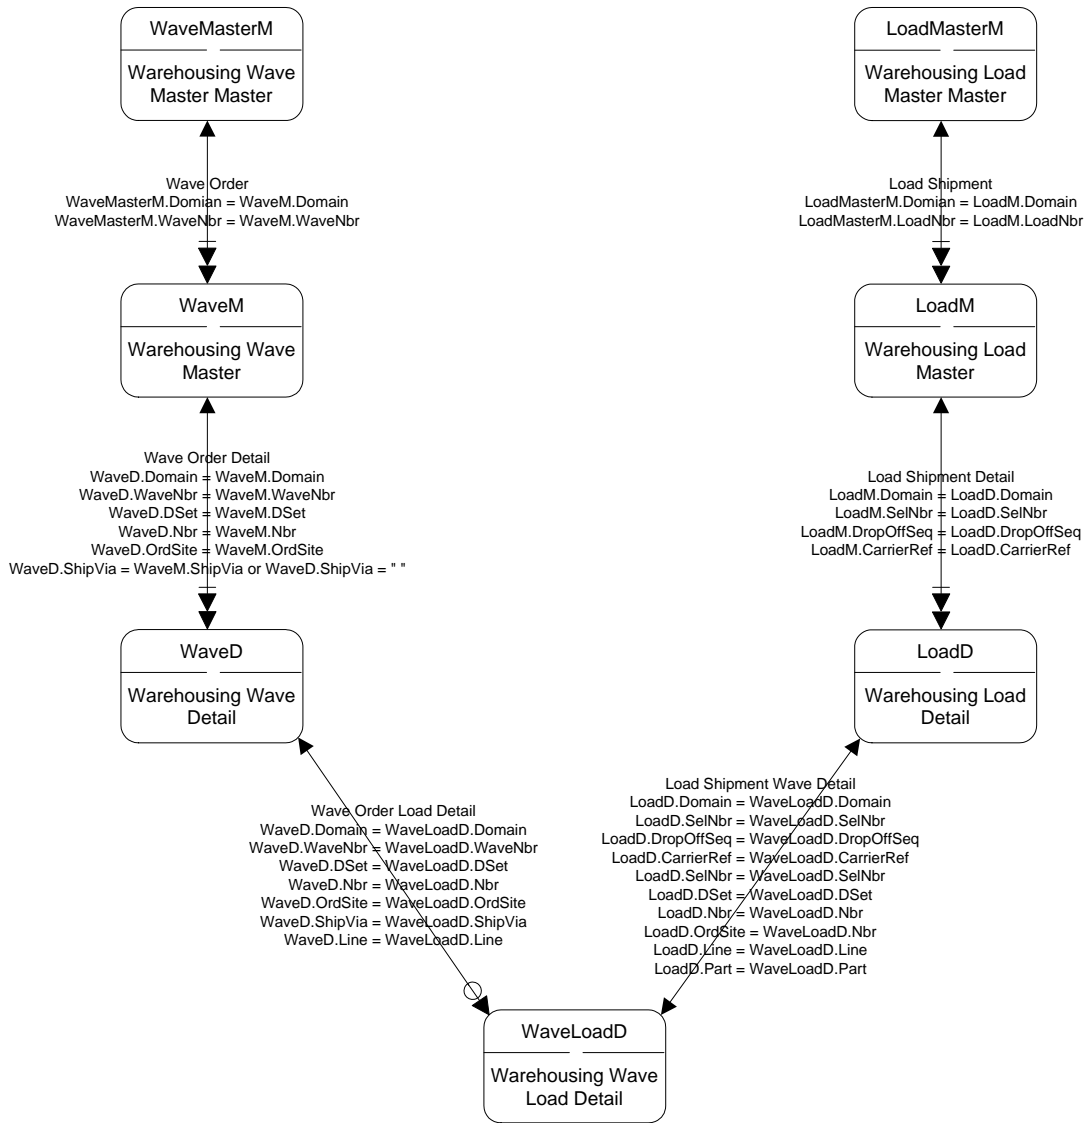 WaveMasterM
Warehousing Wave
Master Master
LoadMasterM
Warehousing Load
Master Master
Wave Order
WaveMasterM.Domian = WaveM.Domain
WaveMasterM.WaveNbr = WaveM.WaveNbr
Load Shipment
LoadMasterM.Domian = LoadM.Domain
LoadMasterM.LoadNbr = LoadM.LoadNbr
WaveM
Warehousing Wave
Master
LoadM
Warehousing Load
Master
Wave Order Detail
WaveD.Domain = WaveM.Domain
WaveD.WaveNbr = WaveM.WaveNbr
WaveD.DSet = WaveM.DSet
WaveD.Nbr = WaveM.Nbr
WaveD.OrdSite = WaveM.OrdSite
WaveD.ShipVia = WaveM.ShipVia or WaveD.ShipVia = " "
Load Shipment Detail
LoadM.Domain = LoadD.Domain
LoadM.SelNbr = LoadD.SelNbr
LoadM.DropOffSeq = LoadD.DropOffSeq
LoadM.CarrierRef = LoadD.CarrierRef
WaveD
Warehousing Wave
Detail
LoadD
Warehousing Load
Detail
Wave Order Load Detail
WaveD.Domain = WaveLoadD.Domain
WaveD.WaveNbr = WaveLoadD.WaveNbr
WaveD.DSet = WaveLoadD.DSet
WaveD.Nbr = WaveLoadD.Nbr
WaveD.OrdSite = WaveLoadD.OrdSite
WaveD.ShipVia = WaveLoadD.ShipVia
WaveD.Line = WaveLoadD.Line
Load Shipment Wave Detail
LoadD.Domain = WaveLoadD.Domain
LoadD.SelNbr = WaveLoadD.SelNbr
LoadD.DropOffSeq = WaveLoadD.DropOffSeq
LoadD.CarrierRef = WaveLoadD.CarrierRef
LoadD.SelNbr = WaveLoadD.SelNbr
LoadD.DSet = WaveLoadD.DSet
LoadD.Nbr = WaveLoadD.Nbr
LoadD.OrdSite = WaveLoadD.Nbr
LoadD.Line = WaveLoadD.Line
LoadD.Part = WaveLoadD.Part
WaveLoadD
Warehousing Wave
Load Detail